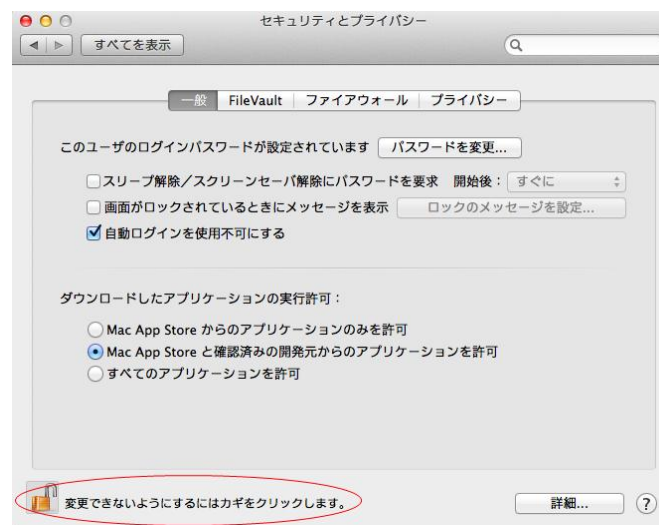 セキュリティとプライバシー
すべてを表示
一般 FileVault ファイアウォール プライバシー
このユーザのログインパスワードが設定されています パスワードを変更...
スリープ解除／スクリーンセーバ解除にパスワードを要求 開始後： すぐに
画面がロックされているときにメッセージを表示 ロックのメッセージを設定...
自動ログインを使用不可にする
ダウンロードしたアプリケーションの実行許可：
Mac App Store からのアプリケーションのみを許可
Mac App Store と確認済みの開発元からのアプリケーションを許可
すべてのアプリケーションを許可
変更できないようにするにはカギをクリックします。 詳細... ?